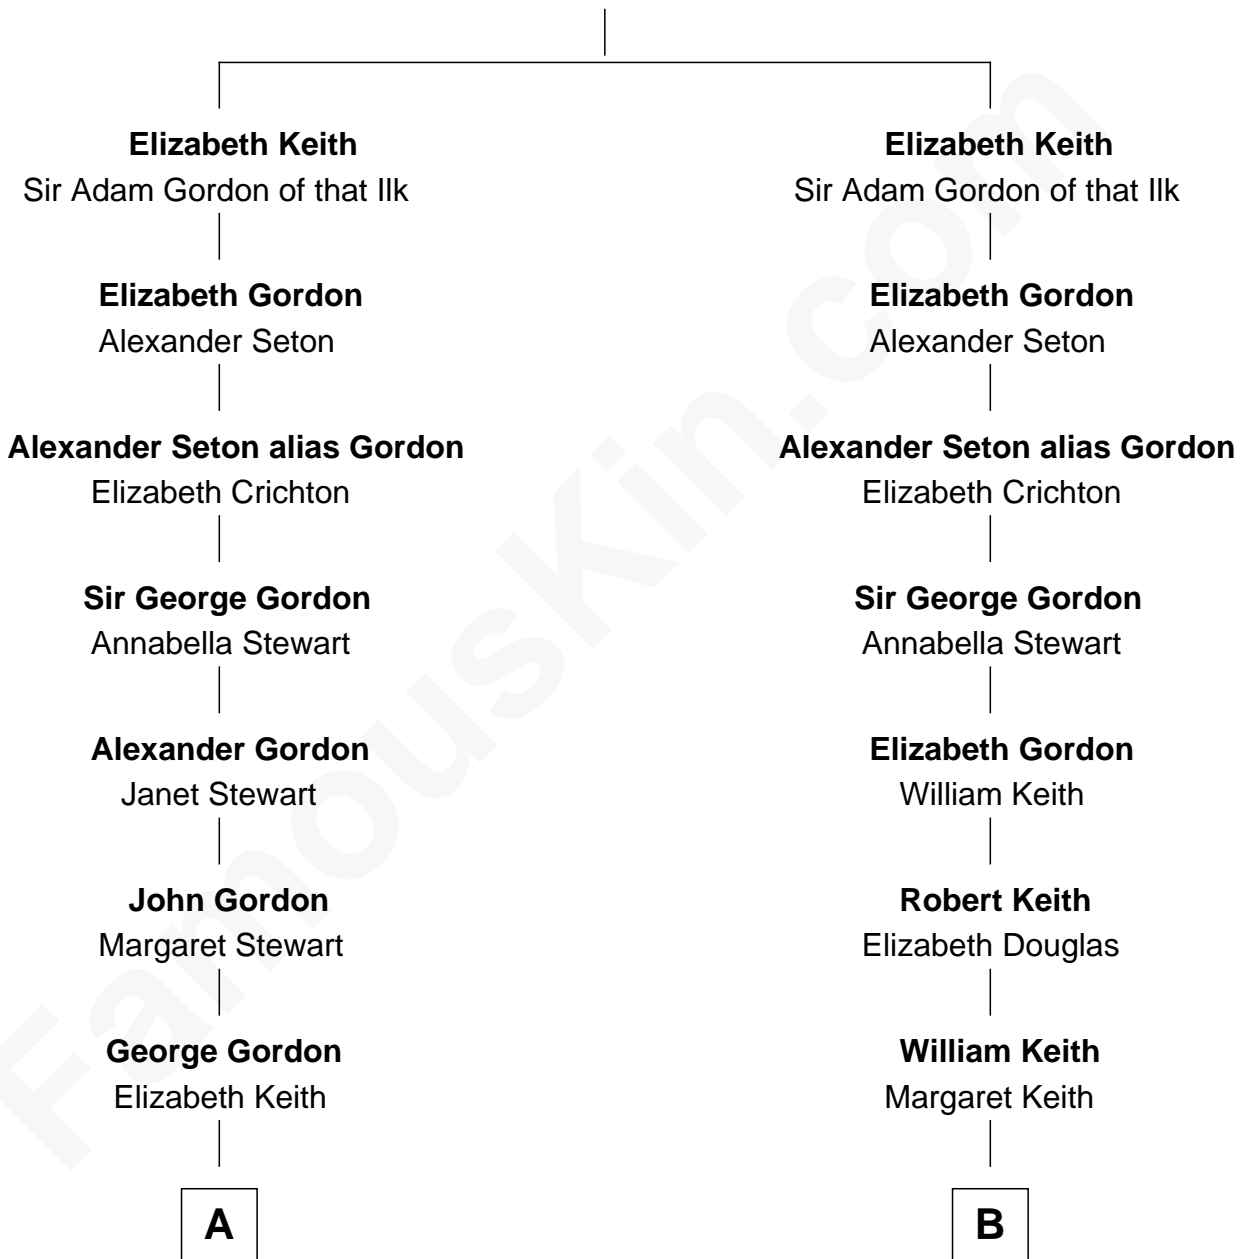 Elizabeth Keith
Sir Adam Gordon of that Ilk
Elizabeth Gordon
Alexander Seton
Alexander Seton alias Gordon
Elizabeth Crichton
Sir George Gordon
Annabella Stewart
Alexander Gordon
Janet Stewart
John Gordon
Margaret Stewart
George Gordon
Elizabeth Keith
A
Elizabeth Keith
Sir Adam Gordon of that Ilk
Elizabeth Gordon
Alexander Seton
Alexander Seton alias Gordon
Elizabeth Crichton
Sir George Gordon
Annabella Stewart
Elizabeth Gordon
William Keith
Robert Keith
Elizabeth Douglas
William Keith
Margaret Keith
B
FamousKin.com